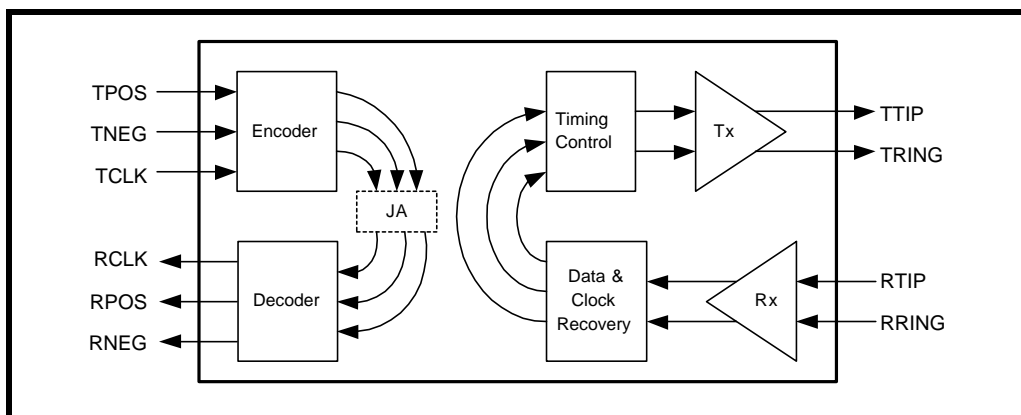 TPOS
TNEG
TCLK
Encoder
JA
RCLK
RPOS
RNEG
Decoder
Timing
Control
Tx
TTIP
TRING
Data &
Clock
Recovery
Rx
RTIP
RRING